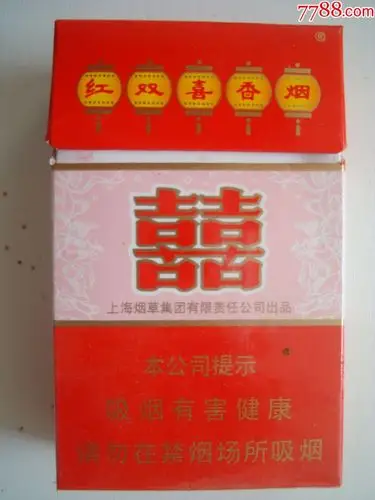 7788.com
红双喜香烟
®
囍
上海烟草集团有限责任公司出品
本公司提示
吸烟有害健康
请勿在禁烟场所吸烟